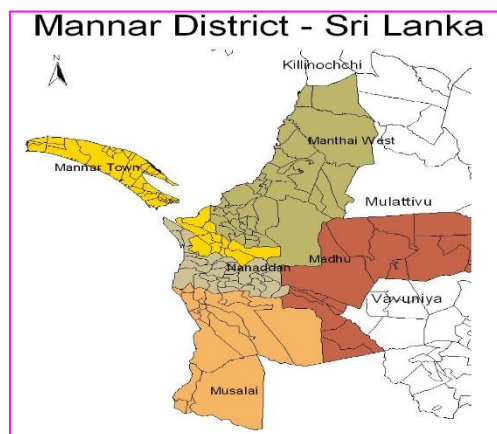 Mannar District - Sri Lanka
N
Killinochchi
Manthai West
Mannar Town
Mulattivu
Madhu
Nanaddan
Vavuniya
Musalai